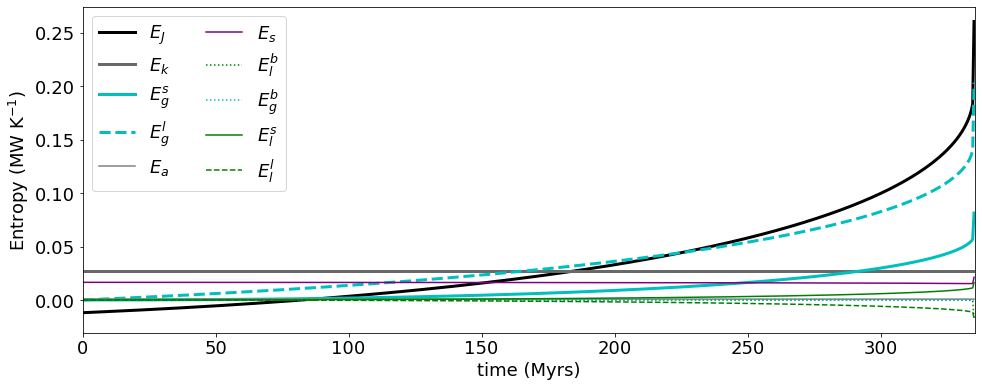 Entropy (MW K⁻¹)
0.25
0.20
0.15
0.10
0.05
0.00
E_J
E_k
E_g^s
E_g^l
E_a
E_s
E_l^b
E_g^b
E_l^s
E_l^l
0 50 100 150 200 250 300
time (Myrs)